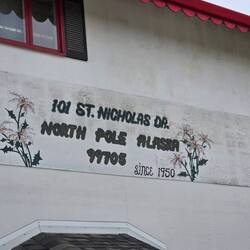 101 ST. NICHOLAS DR.
NORTH POLE ALASKA
99705
SINCE 1950